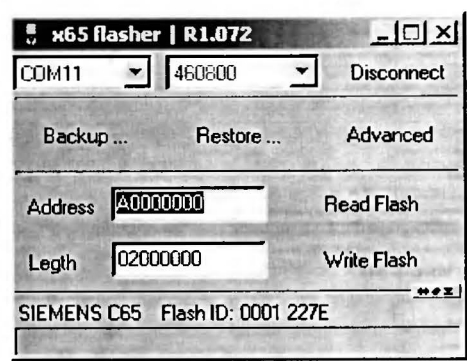 x65 flasher | R1.072
COM11 460800 Disconnect
Backup ... Restore ... Advanced
Address A0000000 Read Flash
Legth 02000000 Write Flash
SIEMENS C65 Flash ID: 0001 227E